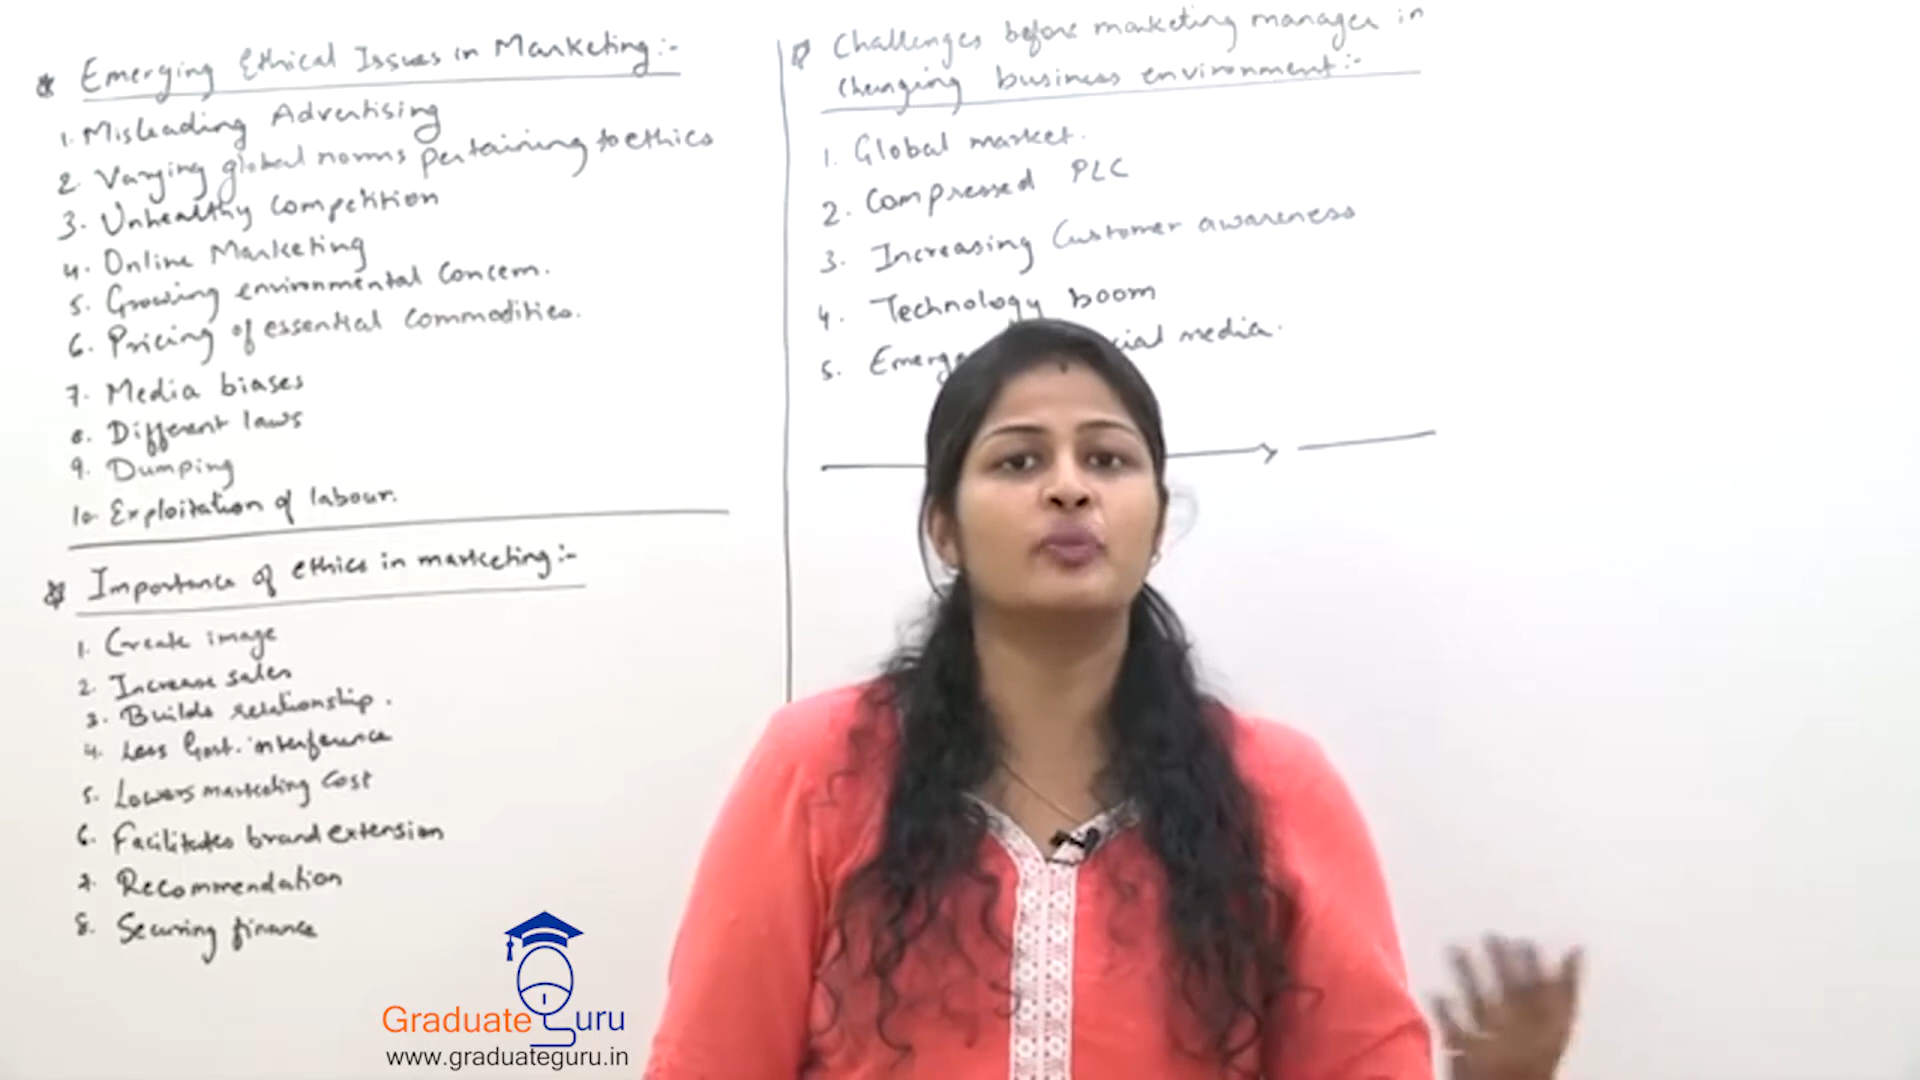 Emerging Ethical Issues in Marketing :-
1. Misleading Advertising
2. Varying global norms pertaining to ethics
3. Unhealthy competition
4. Online Marketing
5. Growing environmental concern.
6. Pricing of essential commodities.
7. Media biases
8. Different laws
9. Dumping
10. Exploitation of labour.
Importance of ethics in marketing :-
1. Create image
2. Increase sales
3. Builds relationship.
4. Less Govt. interference
5. Lowers marketing cost
6. Facilitates brand extension
7. Recommendation
8. Securing finance
Challenges before marketing manager in
changing business environment :-
1. Global market.
2. Compressed PLC
3. Increasing Customer awareness
4. Technology boom
5. media.
Graduate Guru
www.graduateguru.in